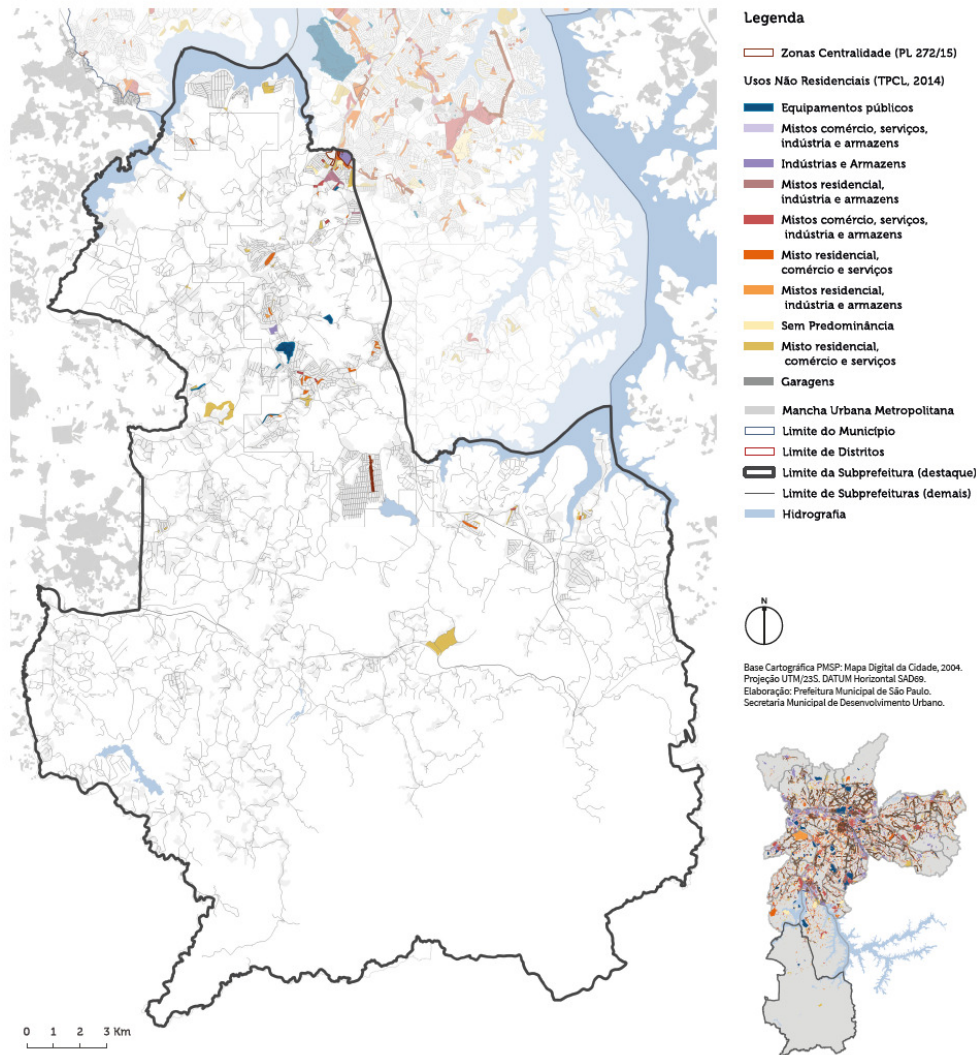 Legenda
Zonas Centralidade (PL 272/15)
Usos Não Residenciais (TPCL, 2014)
Equipamentos públicos
Mistos comércio, serviços,
indústria e armazens
Indústrias e Armazens
Mistos residencial,
indústria e armazens
Mistos comércio, serviços,
indústria e armazens
Misto residencial,
comércio e serviços
Mistos residencial,
indústria e armazens
Sem Predominância
Misto residencial,
comércio e serviços
Garagens
Mancha Urbana Metropolitana
Limite do Município
Limite de Distritos
Limite da Subprefeitura (destaque)
Limite de Subprefeituras (demais)
Hidrografia
N
Base Cartográfica PMSP: Mapa Digital da Cidade, 2004.
Projeção UTM/23S. DATUM Horizontal SAD69.
Elaboração: Prefeitura Municipal de São Paulo.
Secretaria Municipal de Desenvolvimento Urbano.
0 1 2 3 Km